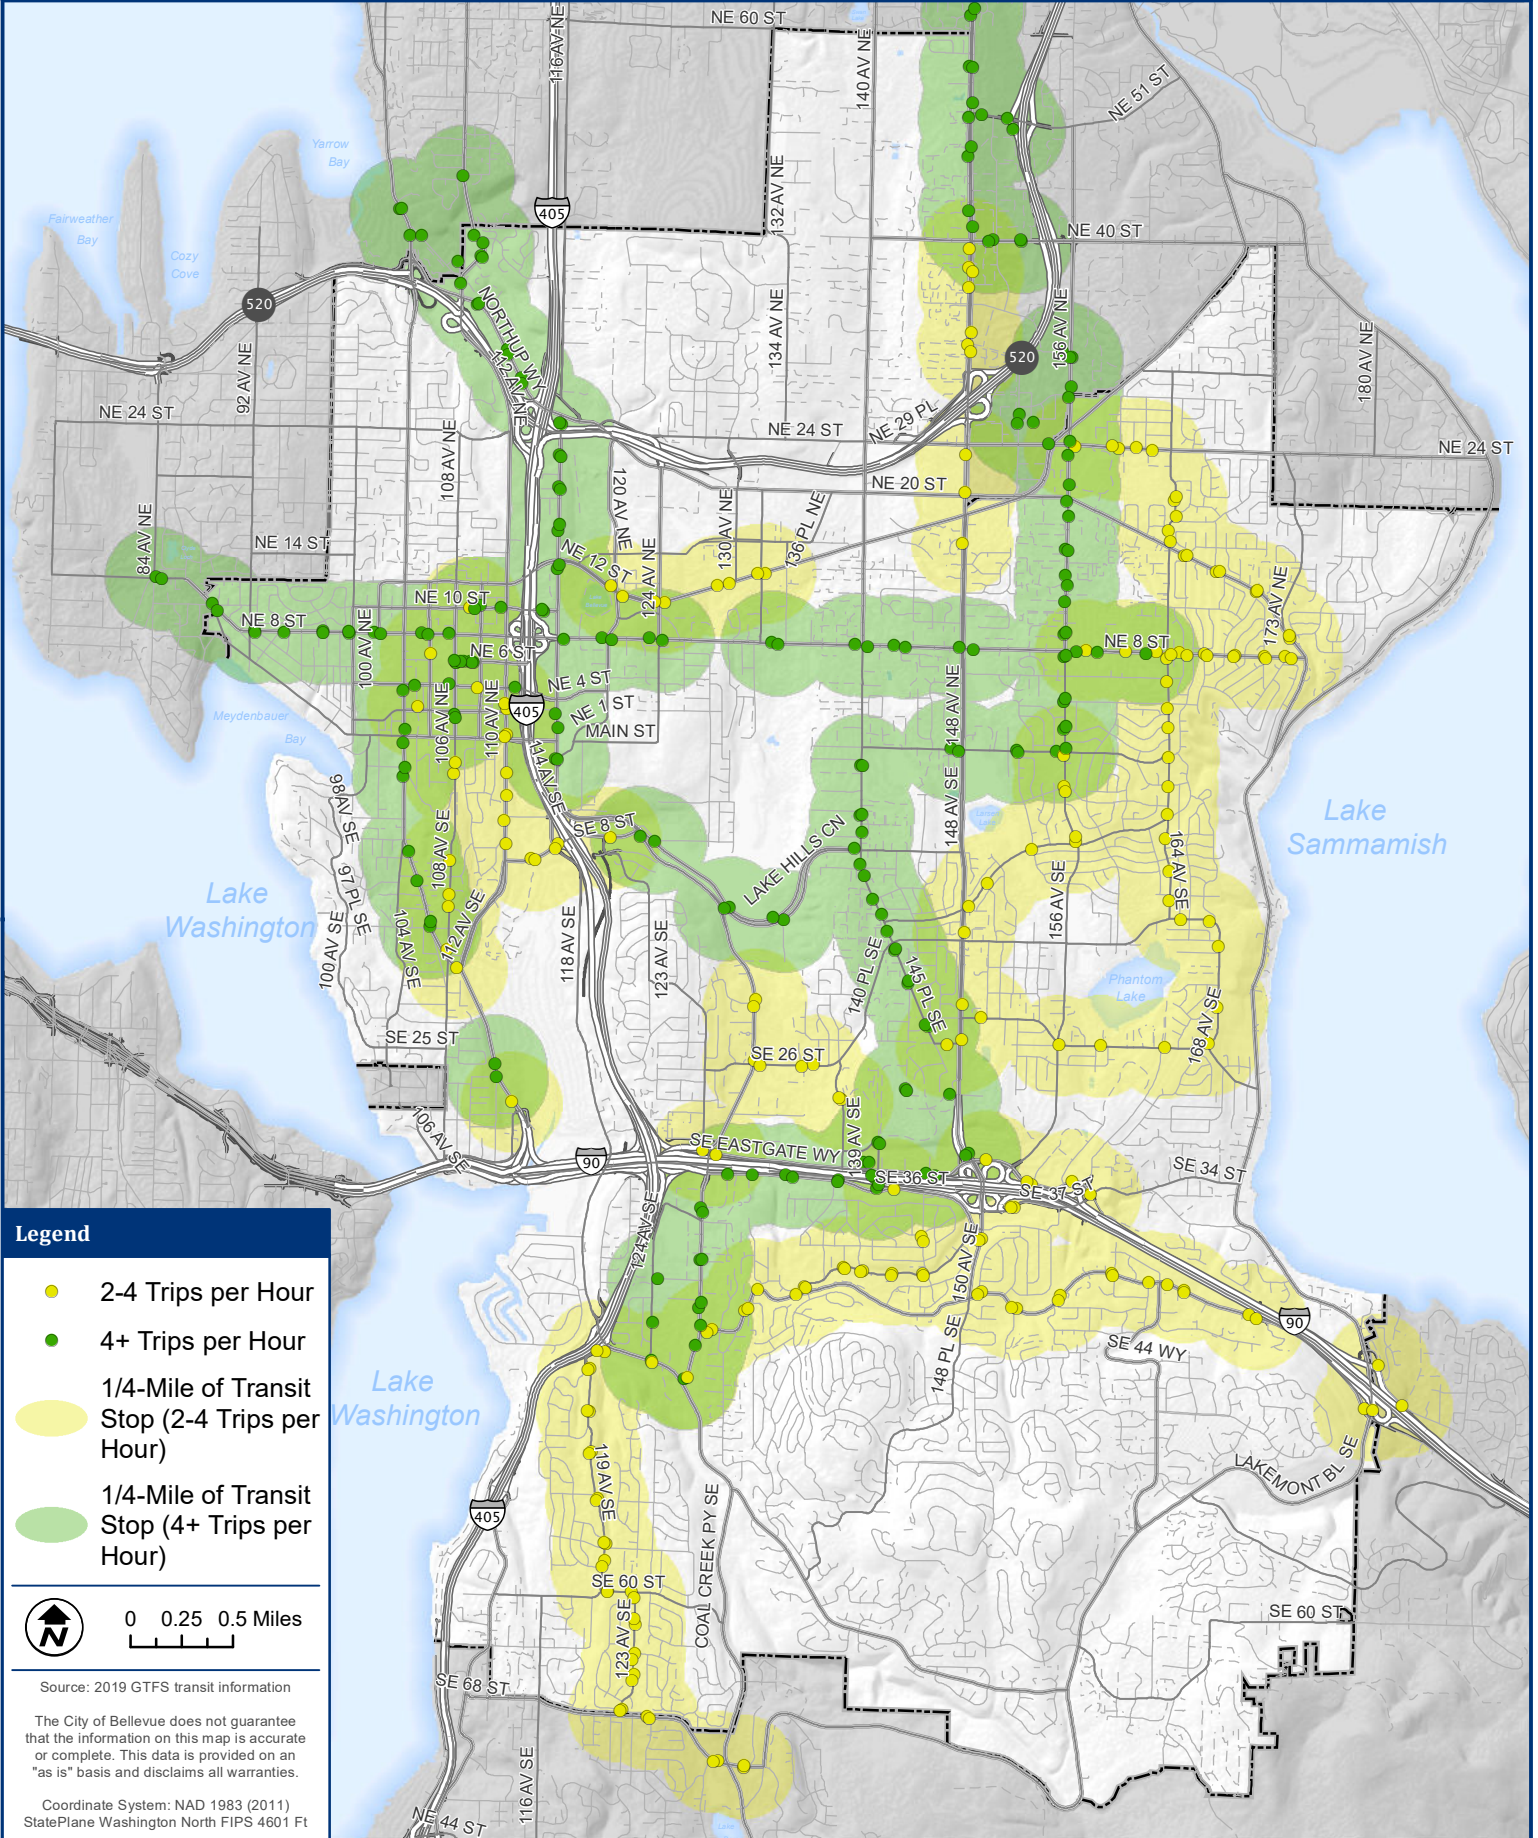 NE 60 ST
116 AV NE
140 AV NE
NE 51 ST
Yarrow
Bay
132 AV NE
405
Fairweather
Bay
NE 40 ST
Cozy
Cove
520
NORTHUP WY
134 AV NE
156 AV NE
520
112 AV NE
92 AV NE
180 AV NE
NE 24 ST
NE 29 PL
NE 24 ST
NE 24 ST
108 AV NE
120 AV NE
NE 20 ST
130 AV NE
136 PL NE
84 AV NE
NE 14 ST
NE 12 ST
124 AV NE
NE 10 ST
173 AV NE
NE 8 ST
100 AV NE
NE 8 ST
NE 6 ST
NE 4 ST
148 AV NE
106 AV NE
110 AV NE
405
NE 1 ST
Meydenbauer
Bay
MAIN ST
114 AV SE
98 AV SE
148 AV SE
Larsen
Lake
Lake
Sammamish
SE 8 ST
108 AV SE
LAKE HILLS CN
164 AV SE
97 PL SE
156 AV SE
Lake
Washington
100 AV SE
104 AV SE
112 AV SE
118 AV SE
123 AV SE
140 PL SE
145 PL SE
Phantom
Lake
168 AV SE
SE 25 ST
SE 26 ST
106 AV SE
139 AV SE
90
SE EASTGATE WY
SE 36 ST
SE 37 ST
SE 34 ST
124 AV SE
150 AV SE
90
148 PL SE
SE 44 WY
Lake
Washington
LAKEMONT BL SE
119 AV SE
405
COAL CREEK PY SE
SE 60 ST
123 AV SE
SE 60 ST
SE 68 ST
116 AV SE
NE 44 ST
Lake
Legend
2-4 Trips per Hour
4+ Trips per Hour
1/4-Mile of Transit
Stop (2-4 Trips per
Hour)
1/4-Mile of Transit
Stop (4+ Trips per
Hour)
N
0 0.25 0.5 Miles
Source: 2019 GTFS transit information
The City of Bellevue does not guarantee
that the information on this map is accurate
or complete. This data is provided on an
"as is" basis and disclaims all warranties.
Coordinate System: NAD 1983 (2011)
StatePlane Washington North FIPS 4601 Ft